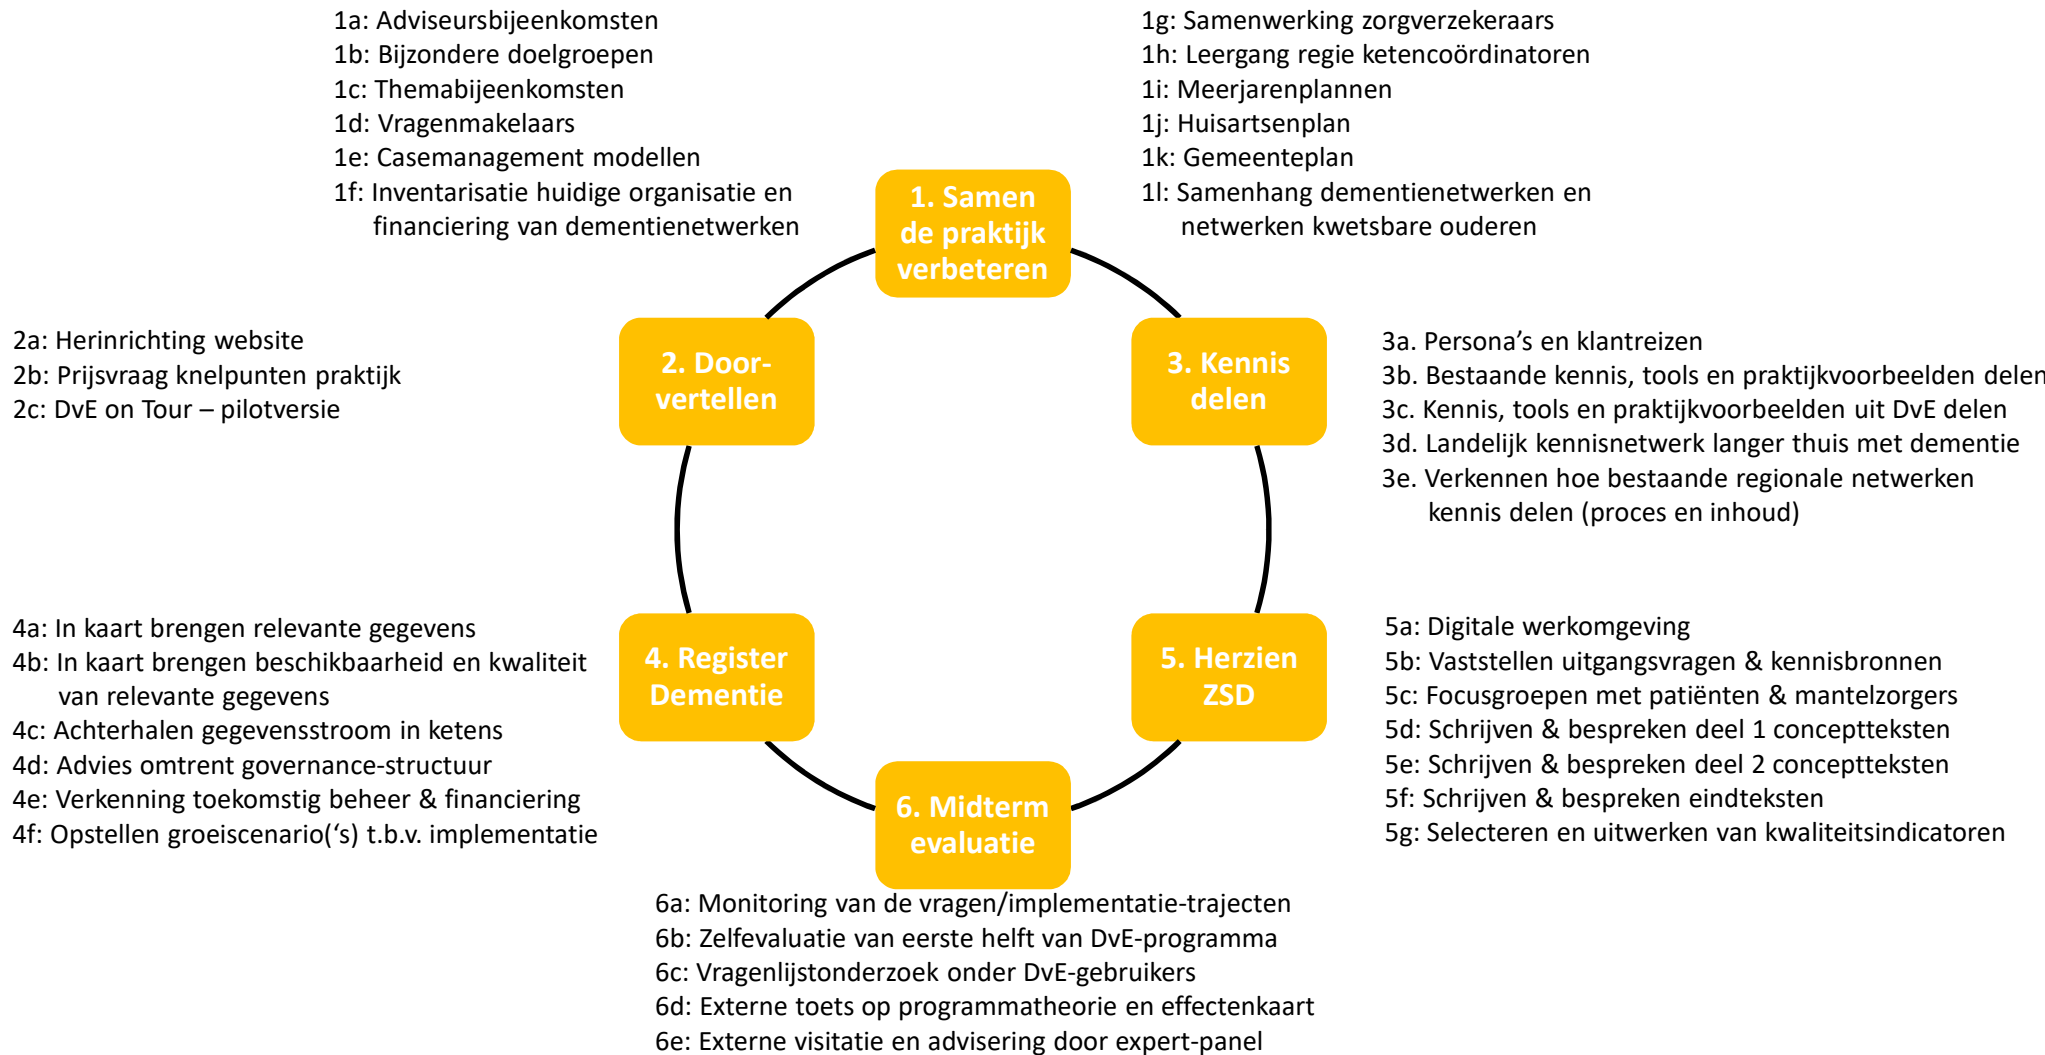 1a: Adviseursbijeenkomsten
1b: Bijzondere doelgroepen
1c: Themabijeenkomsten
1d: Vragenmakelaars
1e: Casemanagement modellen
1f: Inventarisatie huidige organisatie en
financiering van dementienetwerken
1g: Samenwerking zorgverzekeraars
1h: Leergang regie ketencoördinatoren
1i: Meerjarenplannen
1j: Huisartsenplan
1k: Gemeenteplan
1l: Samenhang dementienetwerken en
netwerken kwetsbare ouderen
1. Samen
de praktijk
verbeteren
2a: Herinrichting website
2b: Prijsvraag knelpunten praktijk
2c: DvE on Tour – pilotversie
2. Door-
vertellen
3. Kennis
delen
3a. Persona's en klantreizen
3b. Bestaande kennis, tools en praktijkvoorbeelden delen
3c. Kennis, tools en praktijkvoorbeelden uit DvE delen
3d. Landelijk kennisnetwerk langer thuis met dementie
3e. Verkennen hoe bestaande regionale netwerken
kennis delen (proces en inhoud)
4a: In kaart brengen relevante gegevens
4b: In kaart brengen beschikbaarheid en kwaliteit
van relevante gegevens
4c: Achterhalen gegevensstroom in ketens
4d: Advies omtrent governance-structuur
4e: Verkenning toekomstig beheer & financiering
4f: Opstellen groeiscenario('s) t.b.v. implementatie
4. Register
Dementie
5. Herzien
ZSD
5a: Digitale werkomgeving
5b: Vaststellen uitgangsvragen & kennisbronnen
5c: Focusgroepen met patiënten & mantelzorgers
5d: Schrijven & bespreken deel 1 conceptteksten
5e: Schrijven & bespreken deel 2 conceptteksten
5f: Schrijven & bespreken eindteksten
5g: Selecteren en uitwerken van kwaliteitsindicatoren
6. Midterm
evaluatie
6a: Monitoring van de vragen/implementatie-trajecten
6b: Zelfevaluatie van eerste helft van DvE-programma
6c: Vragenlijstonderzoek onder DvE-gebruikers
6d: Externe toets op programmatheorie en effectenkaart
6e: Externe visitatie en advisering door expert-panel